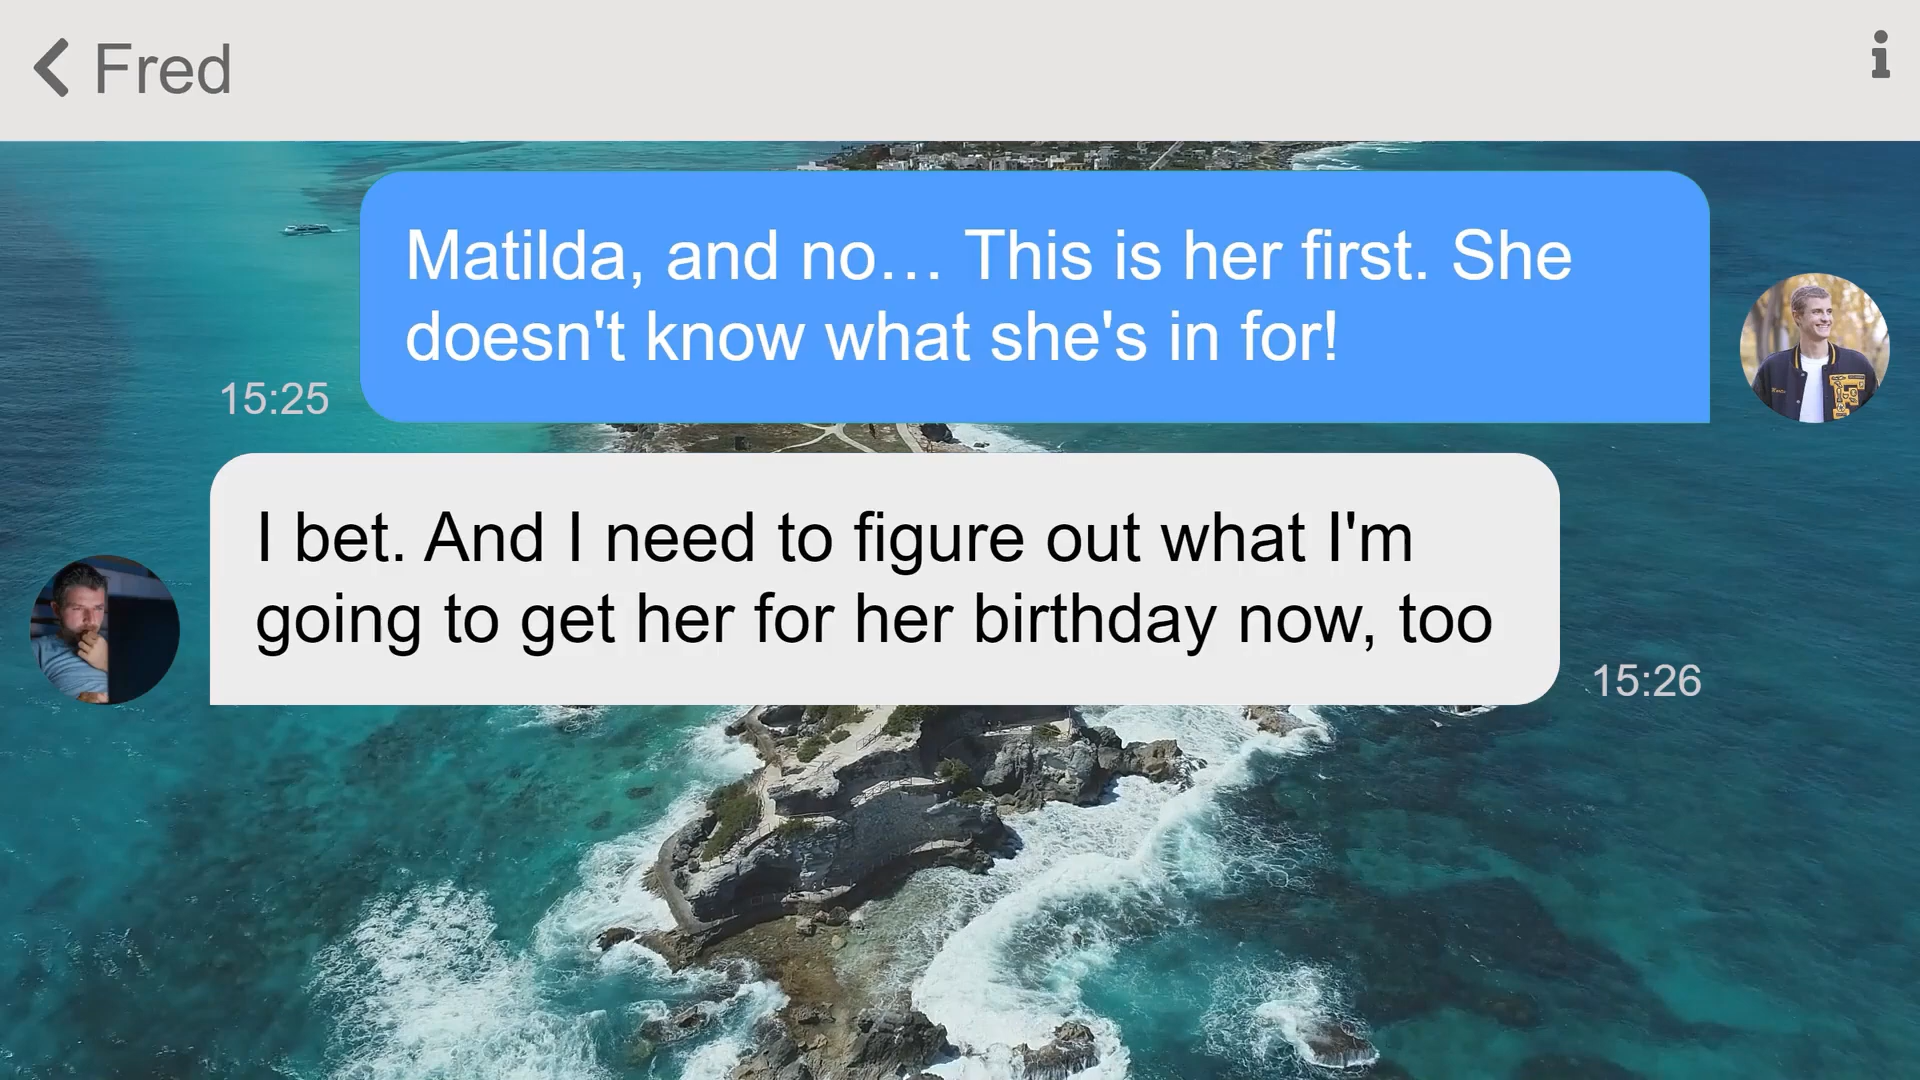 Fred
Matilda, and no… This is her first. She
doesn't know what she's in for!
15:25
I bet. And I need to figure out what I'm
going to get her for her birthday now, too
15:26